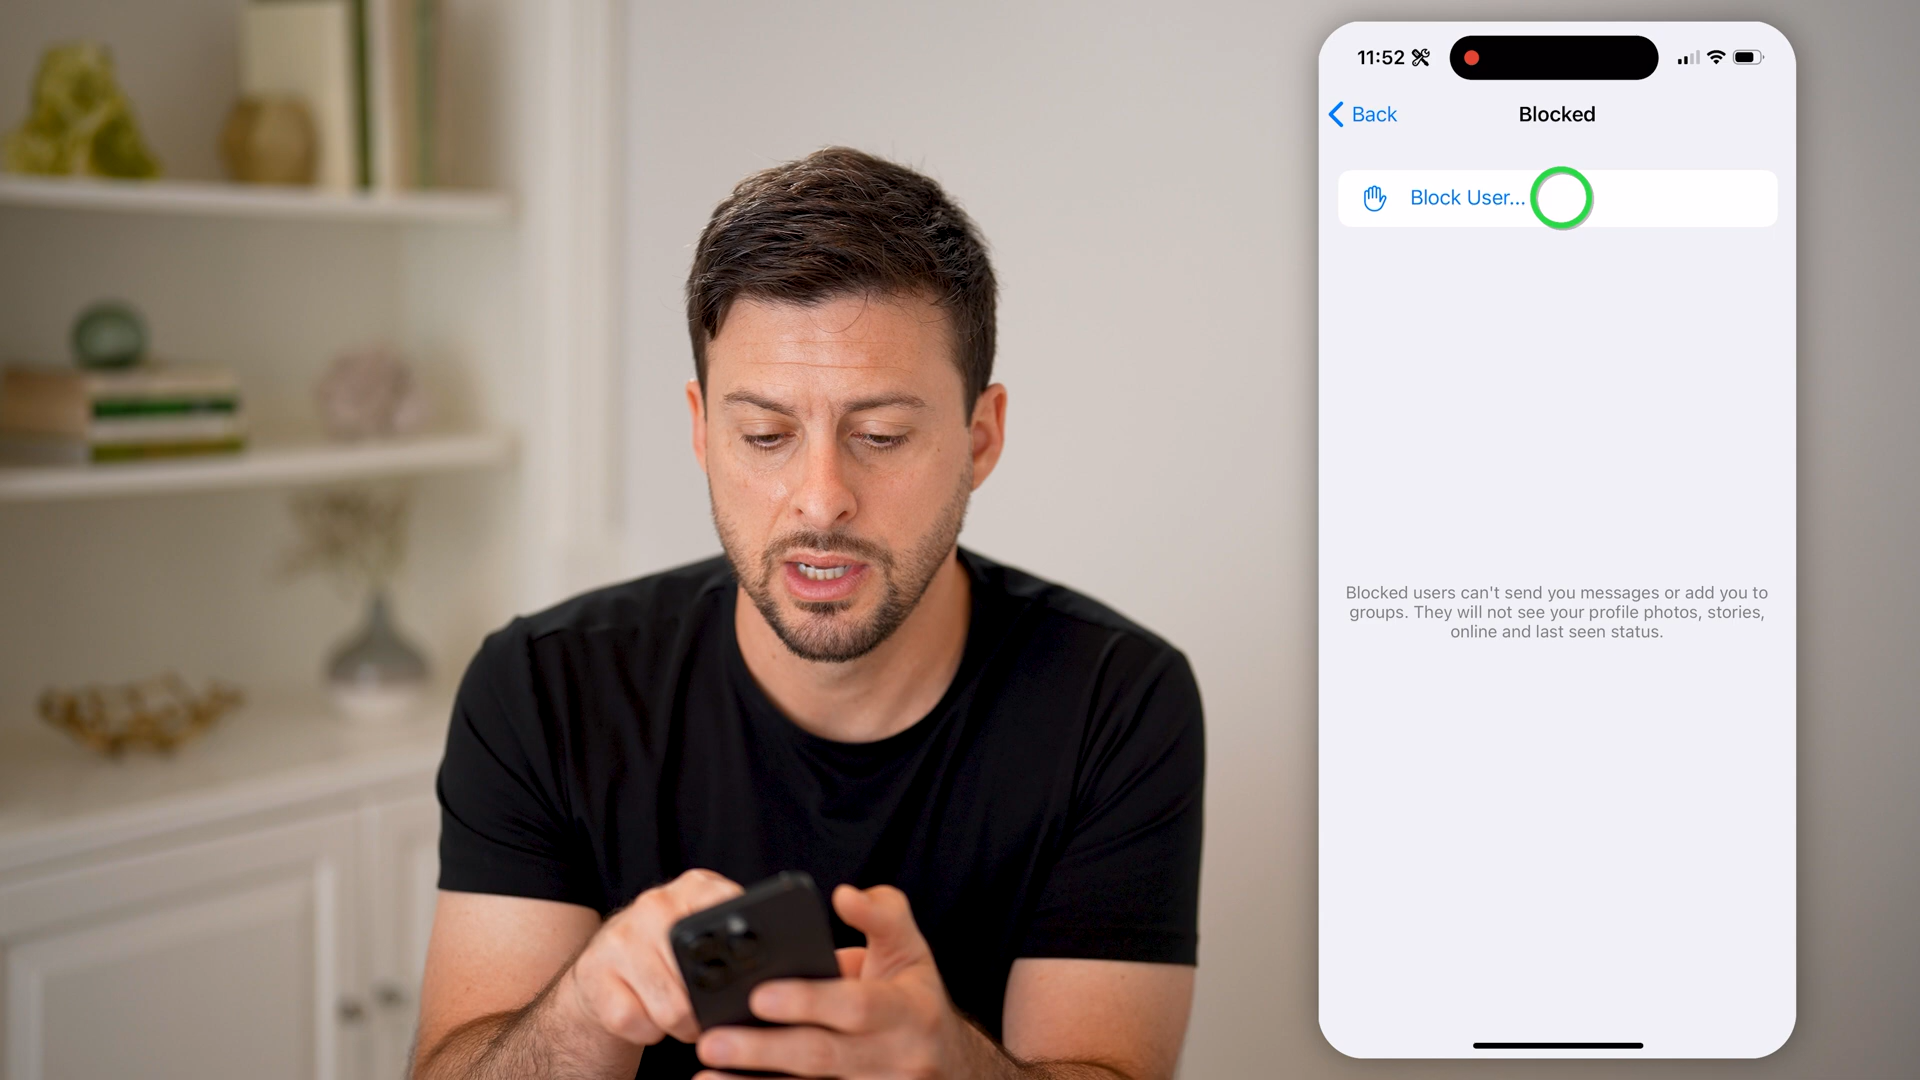 11:52
Back
Blocked
Block User...
Blocked users can't send you messages or add you to
groups. They will not see your profile photos, stories,
online and last seen status.